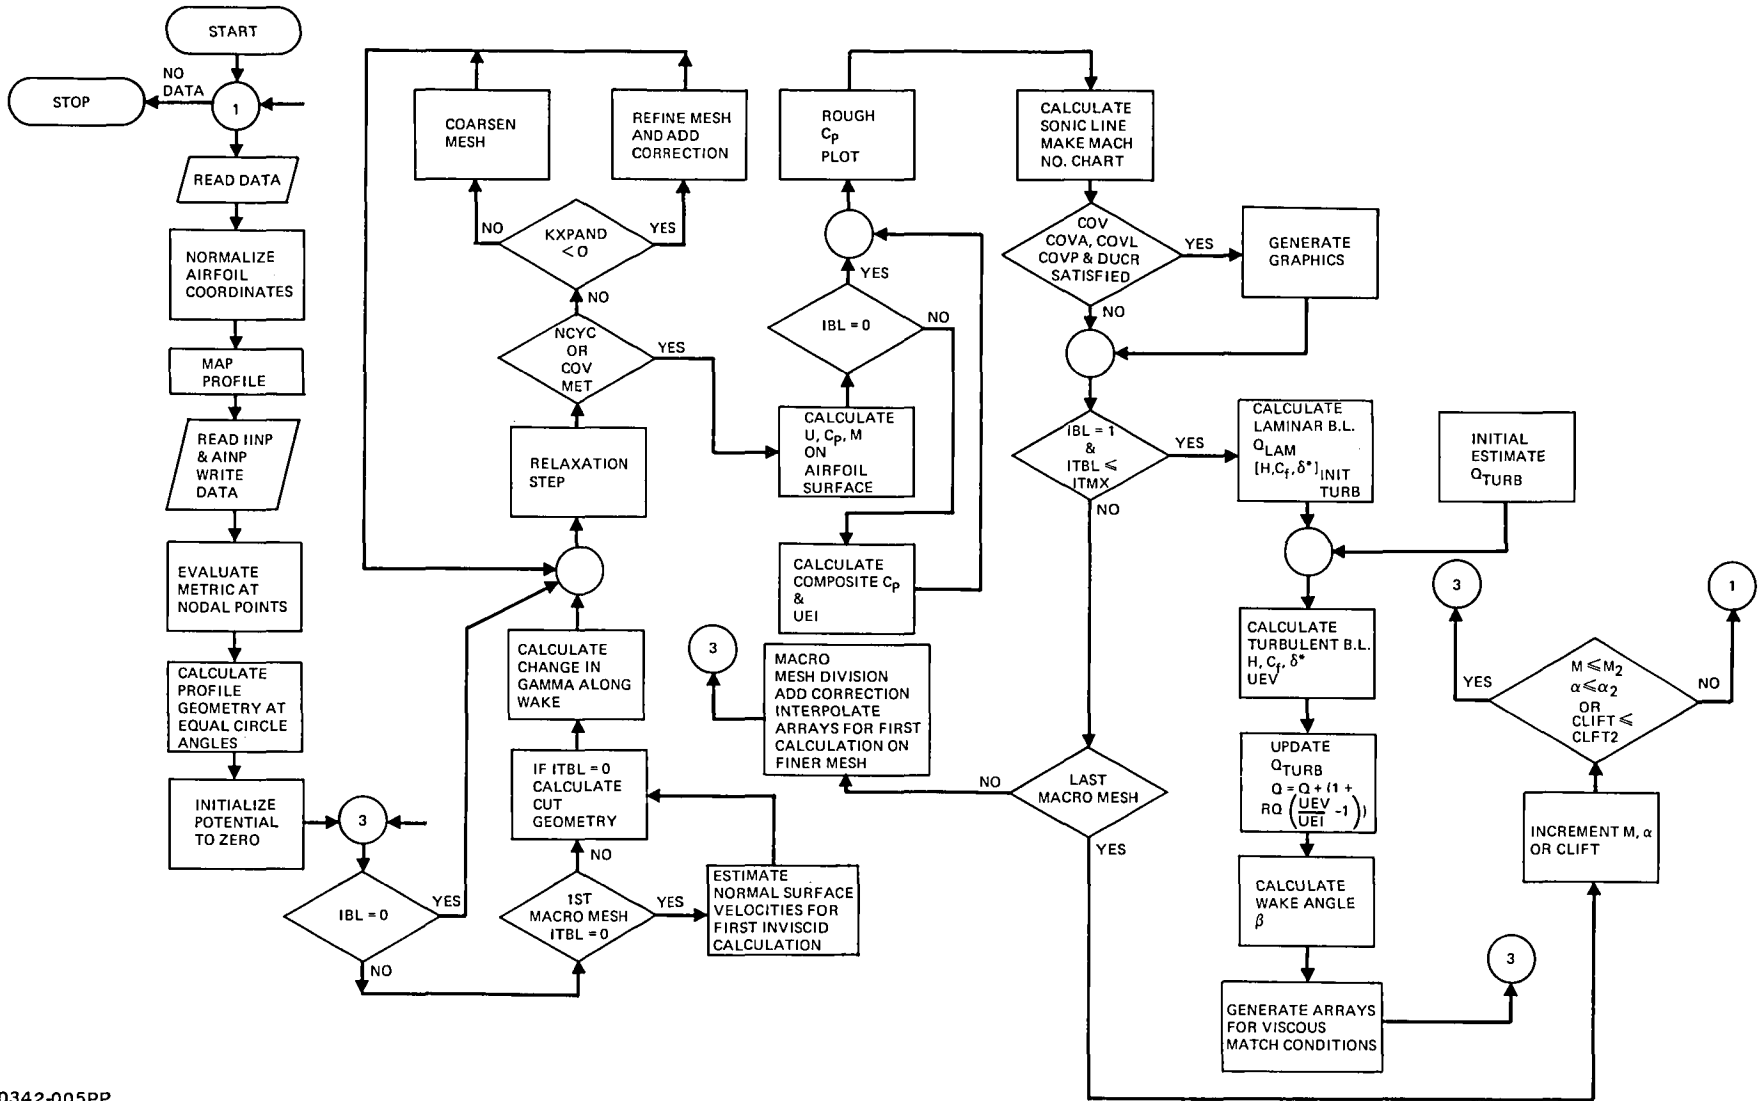 START
NO
DATA
STOP
1
READ DATA
NORMALIZE
AIRFOIL
COORDINATES
MAP
PROFILE
READ IINP
& AINP
WRITE
DATA
EVALUATE
METRIC AT
NODAL POINTS
CALCULATE
PROFILE
GEOMETRY AT
EQUAL CIRCLE
ANGLES
INITIALIZE
POTENTIAL
TO ZERO
3
IBL = 0
YES
NO
COARSEN
MESH
REFINE MESH
AND ADD
CORRECTION
NO
KXPAND
< 0
YES
NO
NCYC
OR
COV
MET
YES
RELAXATION
STEP
CALCULATE
CHANGE IN
GAMMA ALONG
WAKE
IF ITBL = 0
CALCULATE
CUT
GEOMETRY
NO
1ST
MACRO MESH
ITBL = 0
YES
ESTIMATE
NORMAL SURFACE
VELOCITIES FOR
FIRST INVISCID
CALCULATION
ROUGH
Cp
PLOT
YES
IBL = 0
NO
CALCULATE
U, Cp, M
ON
AIRFOIL
SURFACE
CALCULATE
COMPOSITE Cp
&
UEI
3
MACRO
MESH DIVISION
ADD CORRECTION
INTERPOLATE
ARRAYS FOR FIRST
CALCULATION ON
FINER MESH
CALCULATE
SONIC LINE
MAKE MACH
NO. CHART
COV
COVA, COVL
COVP & DUCR
SATISFIED
YES
GENERATE
GRAPHICS
NO
IBL = 1
&
ITBL ⩽
ITMX
YES
NO
NO
LAST
MACRO MESH
YES
CALCULATE
LAMINAR B.L.
QLAM
[H,Cf,δ*]INIT
TURB
INITIAL
ESTIMATE
QTURB
CALCULATE
TURBULENT B.L.
H, Cf, δ*
UEV
UPDATE
QTURB
Q = Q + (1 +
RQ (UEV/UEI -1))
CALCULATE
WAKE ANGLE
β
GENERATE ARRAYS
FOR VISCOUS
MATCH CONDITIONS
3
3
1
YES
M ⩽ M2
α ⩽ α2
OR
CLIFT ⩽
CLFT2
NO
INCREMENT M, α
OR CLIFT
0342-005PP